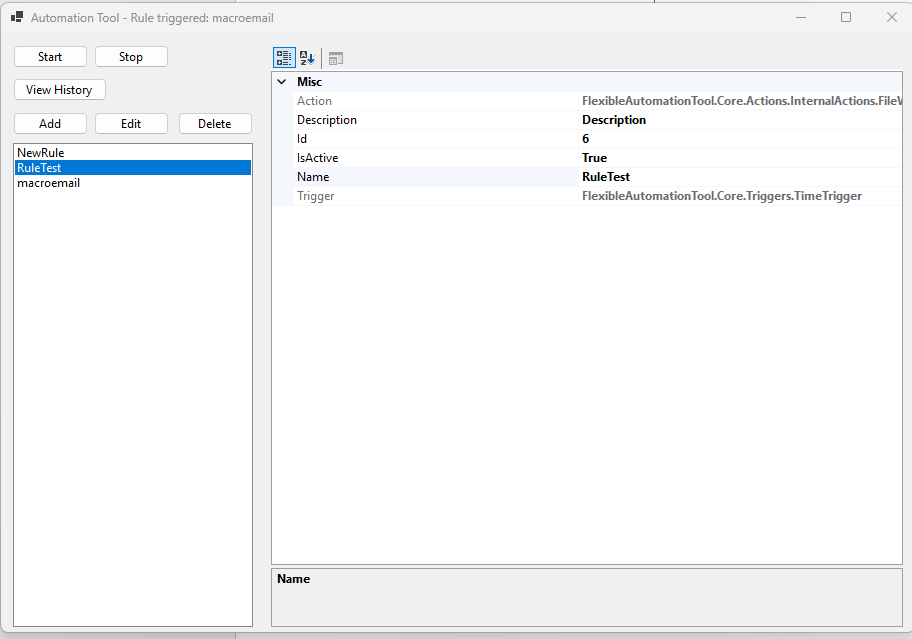 Automation Tool - Rule triggered: macroemail
Start Stop
View History
Add Edit Delete
NewRule
RuleTest
macroemail
Misc
Action FlexibleAutomationTool.Core.Actions.InternalActions.FileW
Description Description
Id 6
IsActive True
Name RuleTest
Trigger FlexibleAutomationTool.Core.Triggers.TimeTrigger
Name